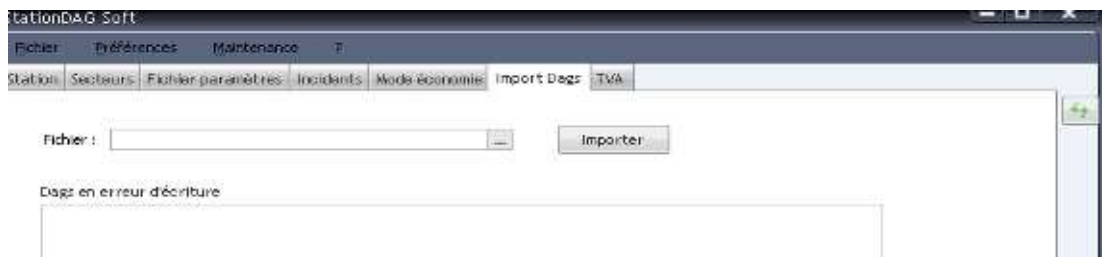 StationDAG Soft
Fichier Préférences Maintenance ?
Station Secteurs Fichier paramètres Incidents Mode économie Import Dags TVA
Fichier : ... Importer
Dags en erreur d'écriture